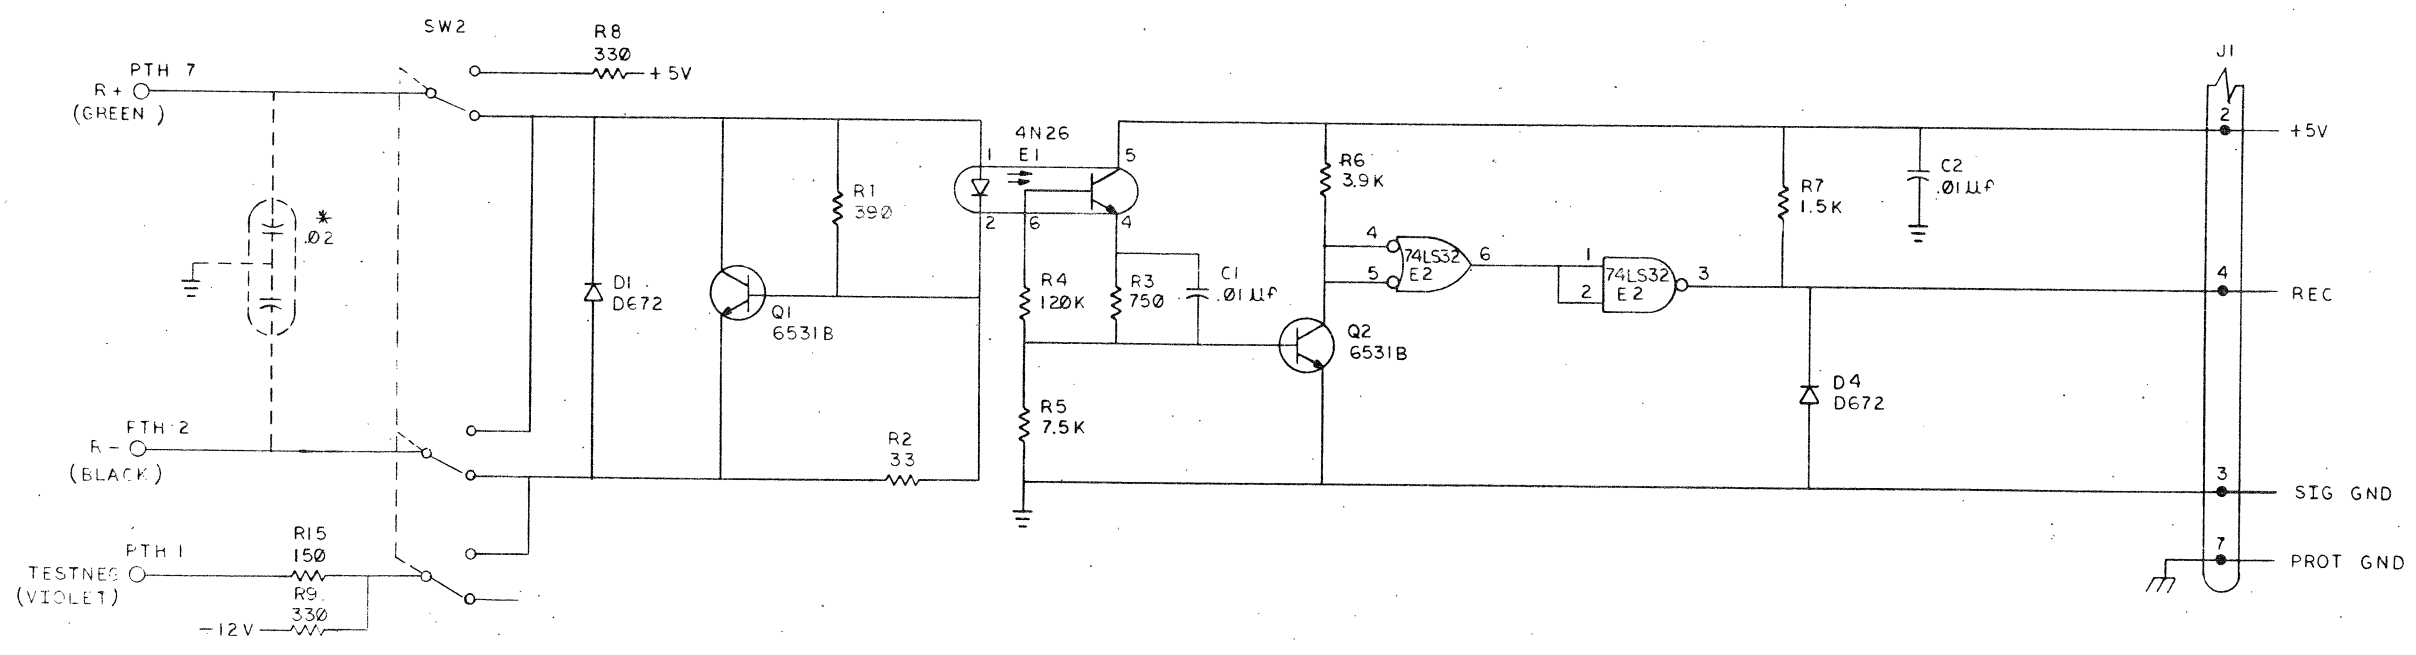 SW2
R8
330
+5V
PTH 7
R+
(GREEN )
*
.02
PTH 2
R-
(BLACK)
R15
150
PTH 1
TESTNEG
(VIOLET)
R9
330
-12V
D1
D672
Q1
6531B
R1
390
R2
33
4N26
E1
1
5
2
6
4
R4
120K
R3
750
C1
.01µf
R5
7.5K
R6
3.9K
Q2
6531B
4
5
74LS32
E2
6
1
2
74LS32
E2
3
R7
1.5K
C2
.01µf
D4
D672
J1
2
+5V
4
REC
3
SIG GND
7
PROT GND